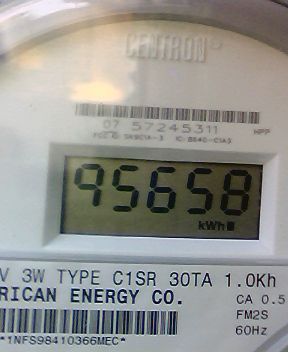 CENTRON
07 57245311 HPP
95658
kWh
V 3W TYPE C1SR 30TA 1.0Kh
RICAN ENERGY CO. CA 0.5
FM2S
60Hz
*1NFS98410366MEC*